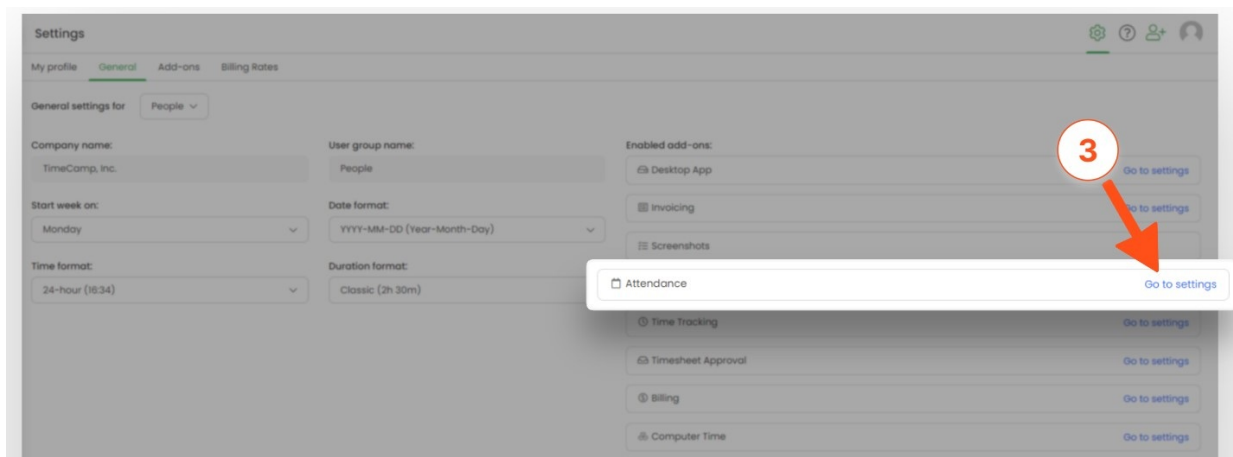 Settings
My profile General Add-ons Billing Rates
General settings for People
Company name:
TimeCamp, Inc.
User group name:
People
Start week on:
Monday
Date format:
YYYY-MM-DD (Year-Month-Day)
Time format:
24-hour (16:34)
Duration format:
Classic (2h 30m)
Enabled add-ons:
Desktop App Go to settings
Invoicing Go to settings
Screenshots
Attendance Go to settings
Time Tracking Go to settings
Timesheet Approval Go to settings
Billing Go to settings
Computer Time Go to settings
3